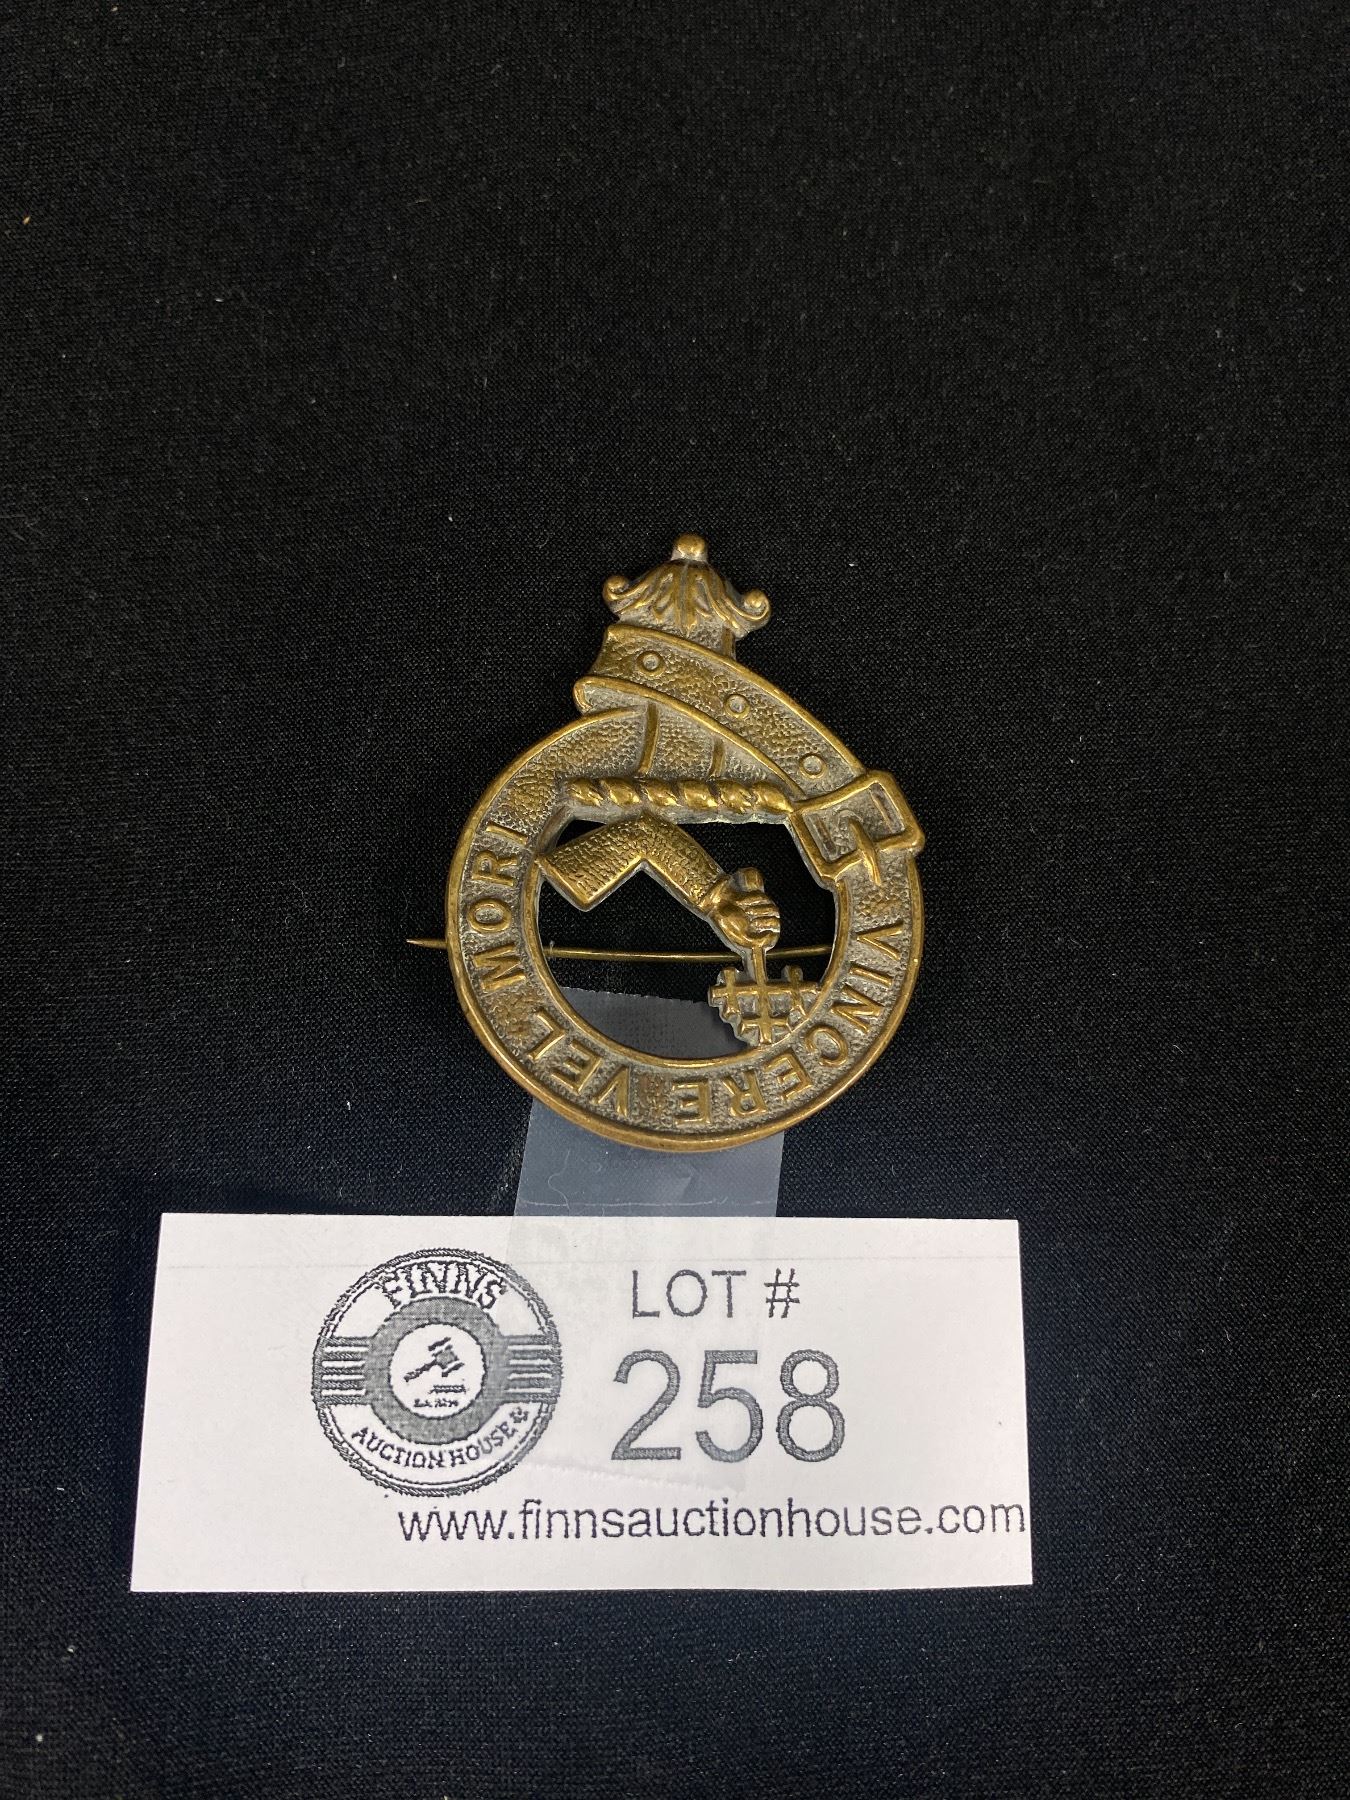 VINCERE VEL MORI
FINNS
AUCTION HOUSE
LOT #
258
www.finnsauctionhouse.com